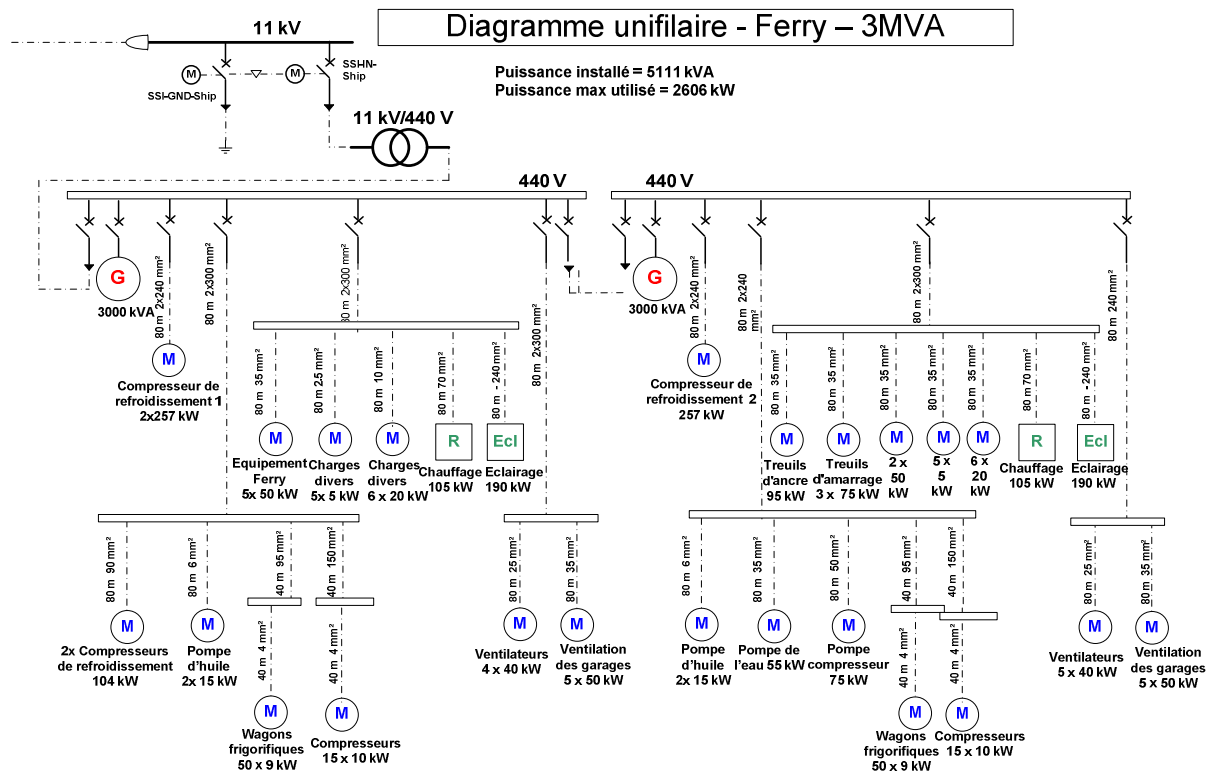 Diagramme unifilaire - Ferry – 3MVA
11 kV
Puissance installé = 5111 kVA
Puissance max utilisé = 2606 kW
M
M
SSI-IN-
Ship
SSI-GND-Ship
11 kV/440 V
440 V
440 V
G
3000 kVA
80 m 2x240 mm²
80 m 2x300 mm²
80 m 2x300 mm²
80 m 2x300 mm²
G
3000 kVA
80 m 2x240 mm²
80 m 2x240
mm²
80 m 2x300 mm²
80 m 240 mm²
M
Compresseur de
refroidissement 1
2x257 kW
80 m 35 mm²
80 m 2.5 mm²
80 m 10 mm²
80 m 70 mm²
80 m - 240 mm²
M
Equipement
Ferry
5x 50 kW
M
Charges
divers
5x 5 kW
M
Charges
divers
6 x 20 kW
R
Chauffage
105 kW
Ecl
Eclairage
190 kW
M
Compresseur de
refroidissement 2
257 kW
80 m 35 mm²
80 m 35 mm²
80 m 35 mm²
80 m 35 mm²
80 m 35 mm²
80 m 70 mm²
80 m - 240 mm²
M
Treuils
d'ancre
95 kW
M
Treuils
d'amarrage
3 x 75 kW
M
2 x
50
kW
M
5 x
5
kW
M
6 x
20
kW
R
Chauffage
105 kW
Ecl
Eclairage
190 kW
80 m 90 mm²
80 m 6 mm²
40 m 95 mm²
40 m 150 mm²
80 m 25 mm²
80 m 35 mm²
M
2x Compresseurs
de refroidissement
104 kW
M
Pompe
d'huile
2x 15 kW
40 m 4 mm²
40 m 4 mm²
M
Wagons
frigorifiques
50 x 9 kW
M
Compresseurs
15 x 10 kW
M
Ventilateurs
4 x 40 kW
M
Ventilation
des garages
5 x 50 kW
80 m 6 mm²
80 m 35 mm²
80 m 50 mm²
40 m 95 mm²
40 m 150 mm²
80 m 25 mm²
80 m 35 mm²
M
Pompe
d'huile
2x 15 kW
M
Pompe de
l'eau 55 kW
M
Pompe
compresseur
75 kW
40 m 4 mm²
40 m 4 mm²
M
Wagons
frigorifiques
50 x 9 kW
M
Compresseurs
15 x 10 kW
M
Ventilateurs
5 x 40 kW
M
Ventilation
des garages
5 x 50 kW